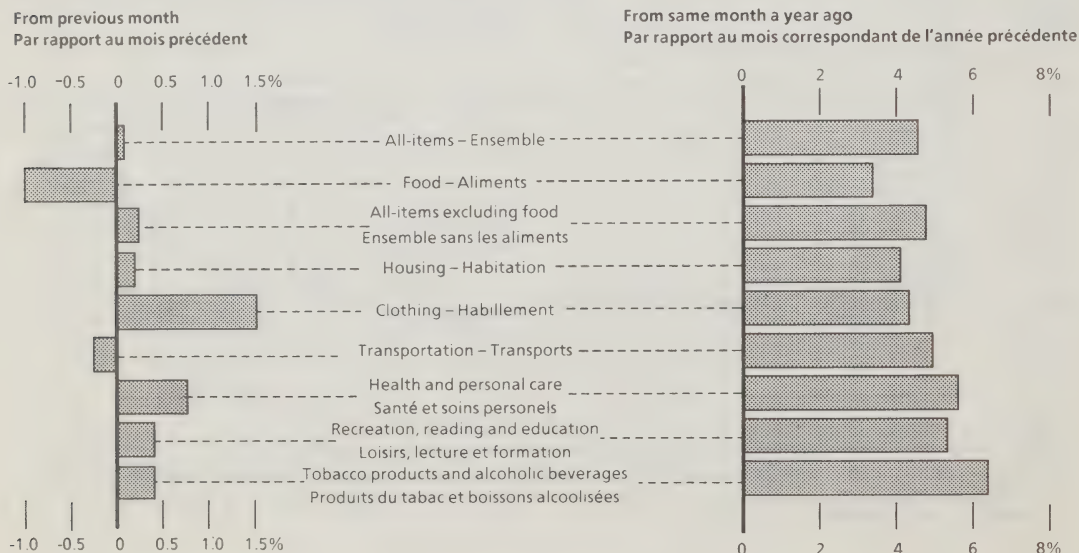 From previous month
Par rapport au mois précédent
From same month a year ago
Par rapport au mois correspondant de l'année précédente
-1.0 -0.5 0 0.5 1.0 1.5%
0 2 4 6 8%
All-items – Ensemble
Food – Aliments
All-items excluding food
Ensemble sans les aliments
Housing – Habitation
Clothing – Habillement
Transportation – Transports
Health and personal care
Santé et soins personels
Recreation, reading and education
Loisirs, lecture et formation
Tobacco products and alcoholic beverages
Produits du tabac et boissons alcoolisées
-1.0 -0.5 0 0.5 1.0 1.5%
0 2 4 6 8%